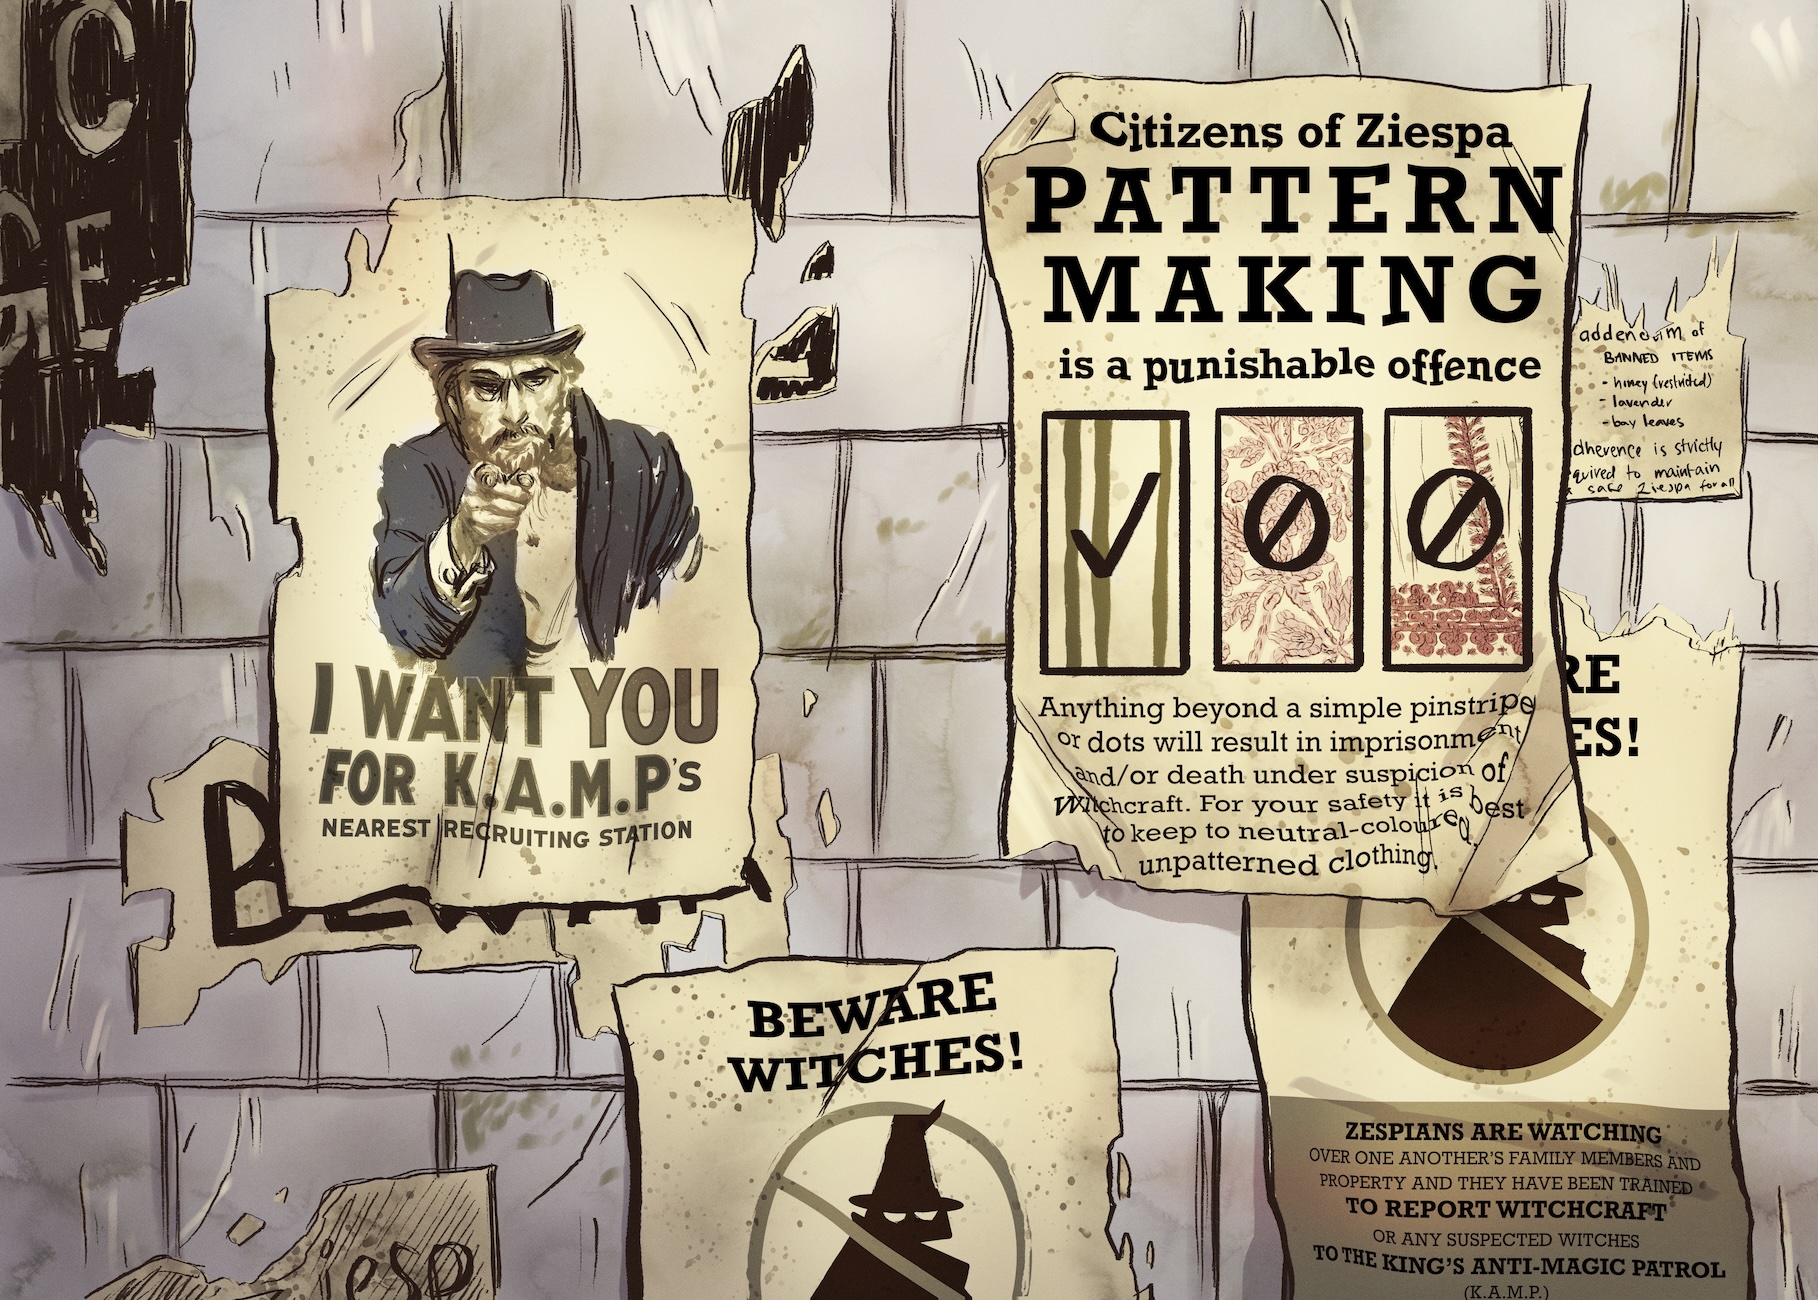 C
I WANT YOU
FOR K.A.M.P's
NEAREST RECRUITING STATION
BEWA
BEWARE
WITCHES!
Citizens of Ziespa
PATTERN
MAKING
is a punishable offence
Anything beyond a simple pinstripe
or dots will result in imprisonment
and/or death under suspicion of
Witchcraft. For your safety it is best
to keep to neutral-coloured,
unpatterned clothing.
addendum of
BANNED ITEMS
- honey (restricted)
- lavender
- bay leaves
dherence is strictly
quired to maintain
a safe Ziespa for all
RE
ES!
ZESPIANS ARE WATCHING
OVER ONE ANOTHER'S FAMILY MEMBERS AND
PROPERTY AND THEY HAVE BEEN TRAINED
TO REPORT WITCHCRAFT
OR ANY SUSPECTED WITCHES
TO THE KING'S ANTI-MAGIC PATROL
(K.A.M.P.)
iesp